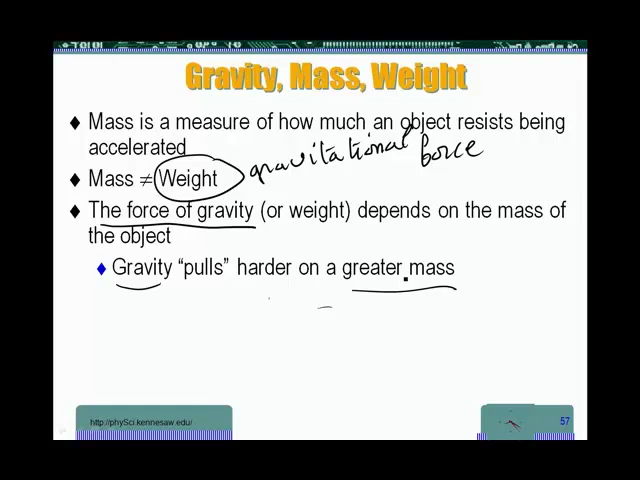 Gravity, Mass, Weight
♦ Mass is a measure of how much an object resists being
accelerated
♦ Mass ≠ Weight
gravitational force
♦ The force of gravity (or weight) depends on the mass of
the object
♦ Gravity “pulls” harder on a greater mass
http://phySci.kennesaw.edu/
57